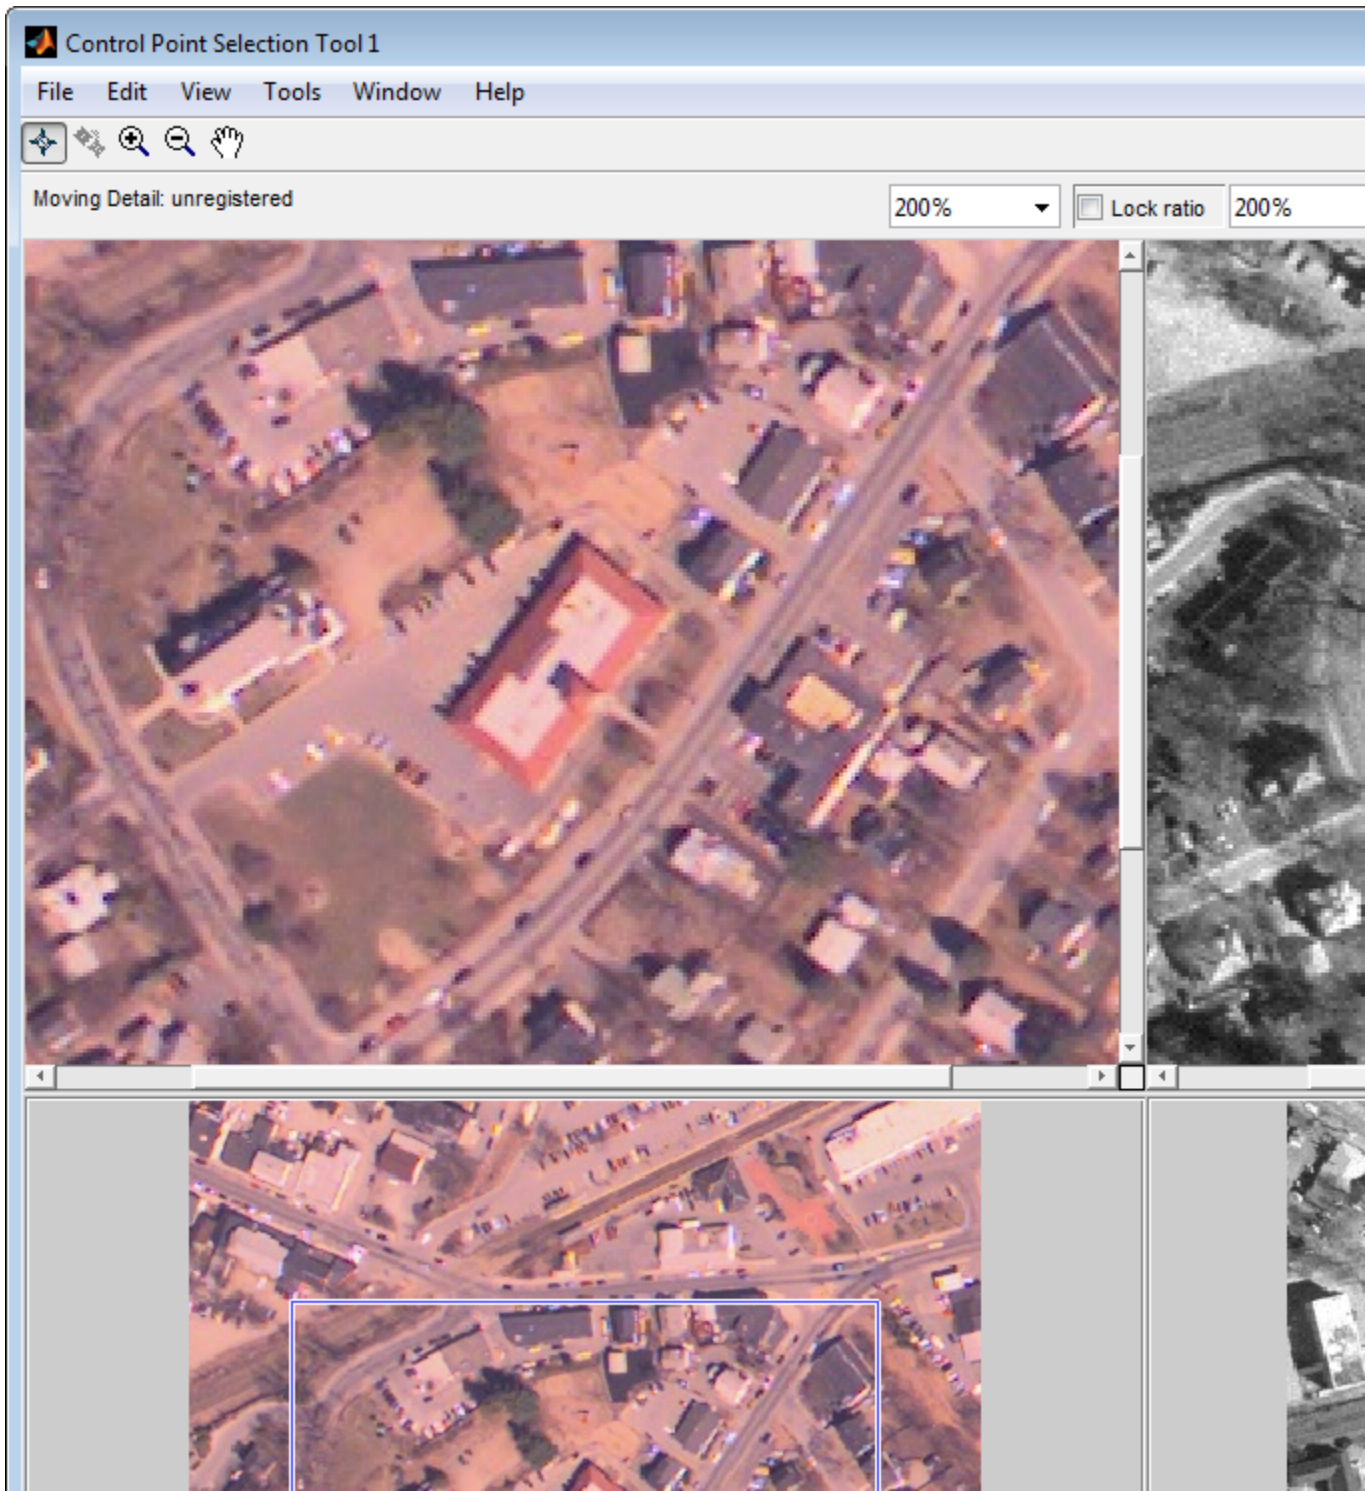 Control Point Selection Tool 1
File Edit View Tools Window Help
Moving Detail: unregistered 200% Lock ratio 200%